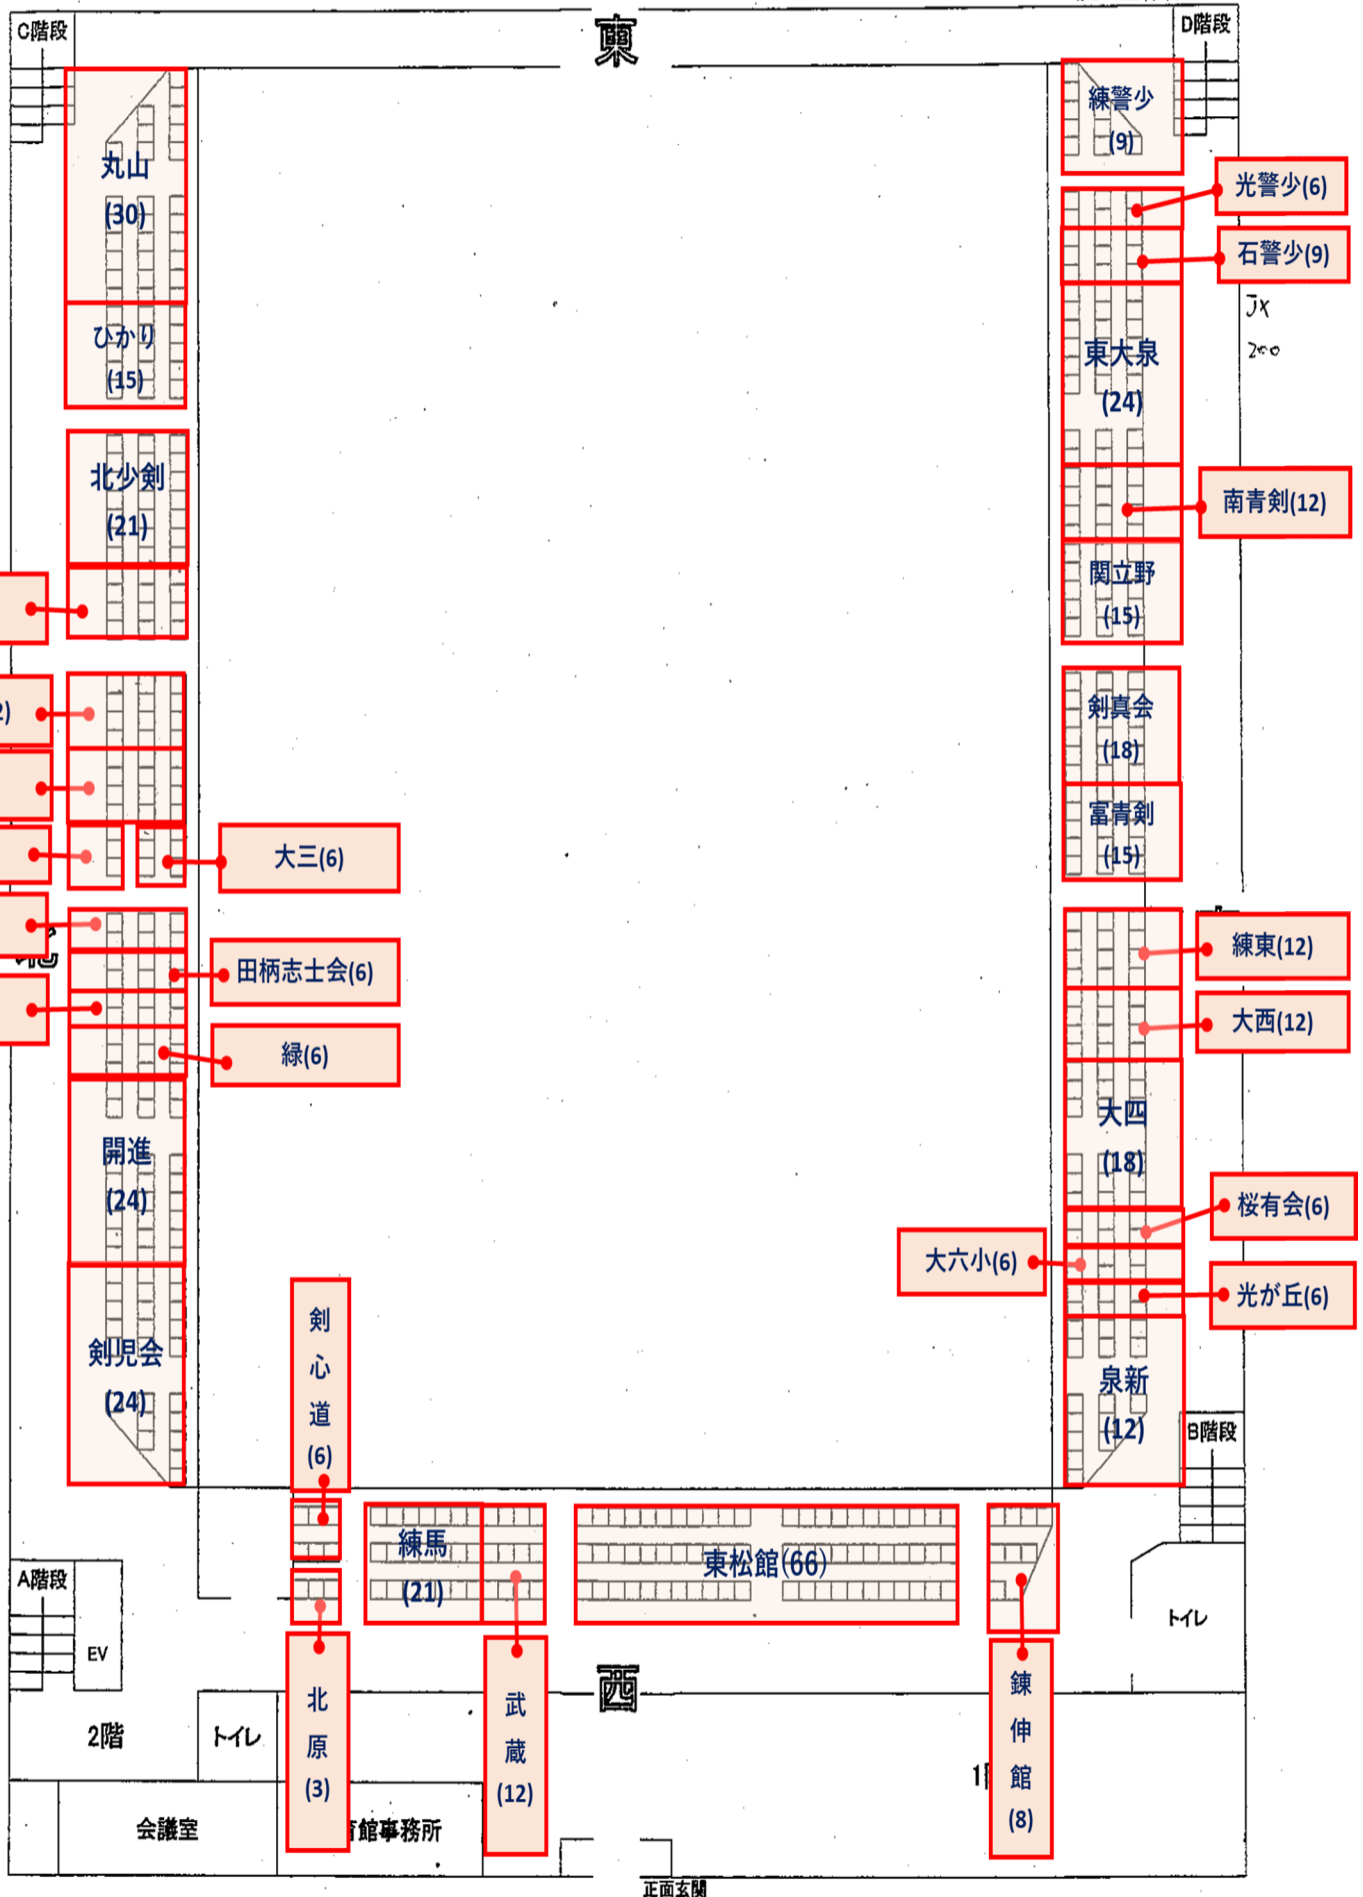 東
C階段
D階段
丸山
(30)
練警少
(9)
光警少(6)
石警少(9)
ひかり
(15)
東大泉
(24)
北少剣
(21)
南青剣(12)
関立野
(15)
2)
剣真会
(18)
富青剣
(15)
大三(6)
練東(12)
田柄志士会(6)
大西(12)
緑(6)
開進
(24)
大四
(18)
桜有会(6)
大六小(6)
光が丘(6)
剣児会
(24)
剣
心
道
(6)
泉新
(12)
B階段
練馬
(21)
東松館(66)
A階段
EV
トイレ
西
2階
トイレ
北
原
(3)
武
蔵
(12)
錬
伸
館
(8)
会議室
館事務所
正面玄関